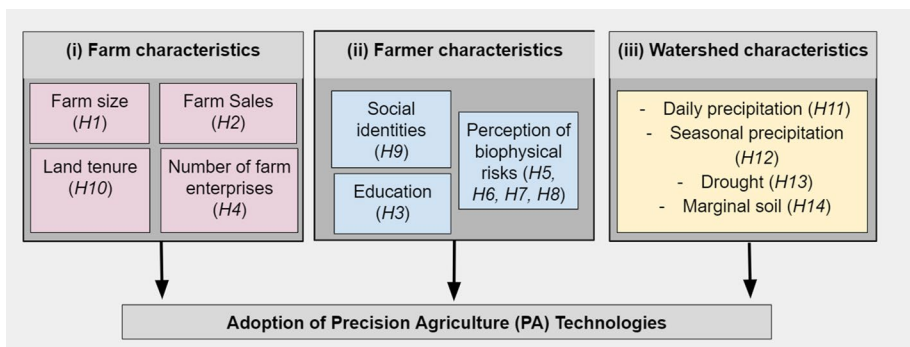 (i) Farm characteristics
Farm size
(H1)
Farm Sales
(H2)
Land tenure
(H10)
Number of farm
enterprises
(H4)
(ii) Farmer characteristics
Social
identities
(H9)
Education
(H3)
Perception of
biophysical
risks (H5,
H6, H7, H8)
(iii) Watershed characteristics
- Daily precipitation (H11)
- Seasonal precipitation
(H12)
- Drought (H13)
- Marginal soil (H14)
Adoption of Precision Agriculture (PA) Technologies